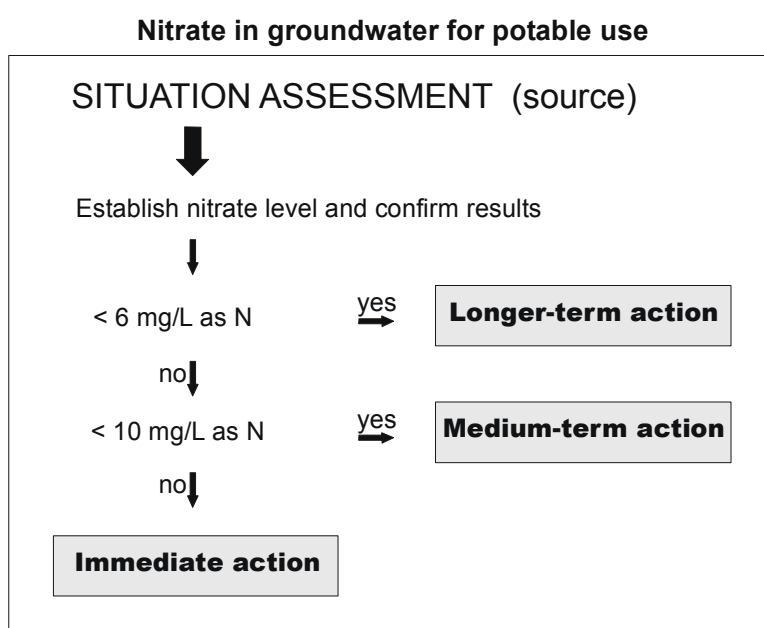 Nitrate in groundwater for potable use
SITUATION ASSESSMENT (source)
Establish nitrate level and confirm results
< 6 mg/L as N
yes
Longer-term action
no
< 10 mg/L as N
yes
Medium-term action
no
Immediate action